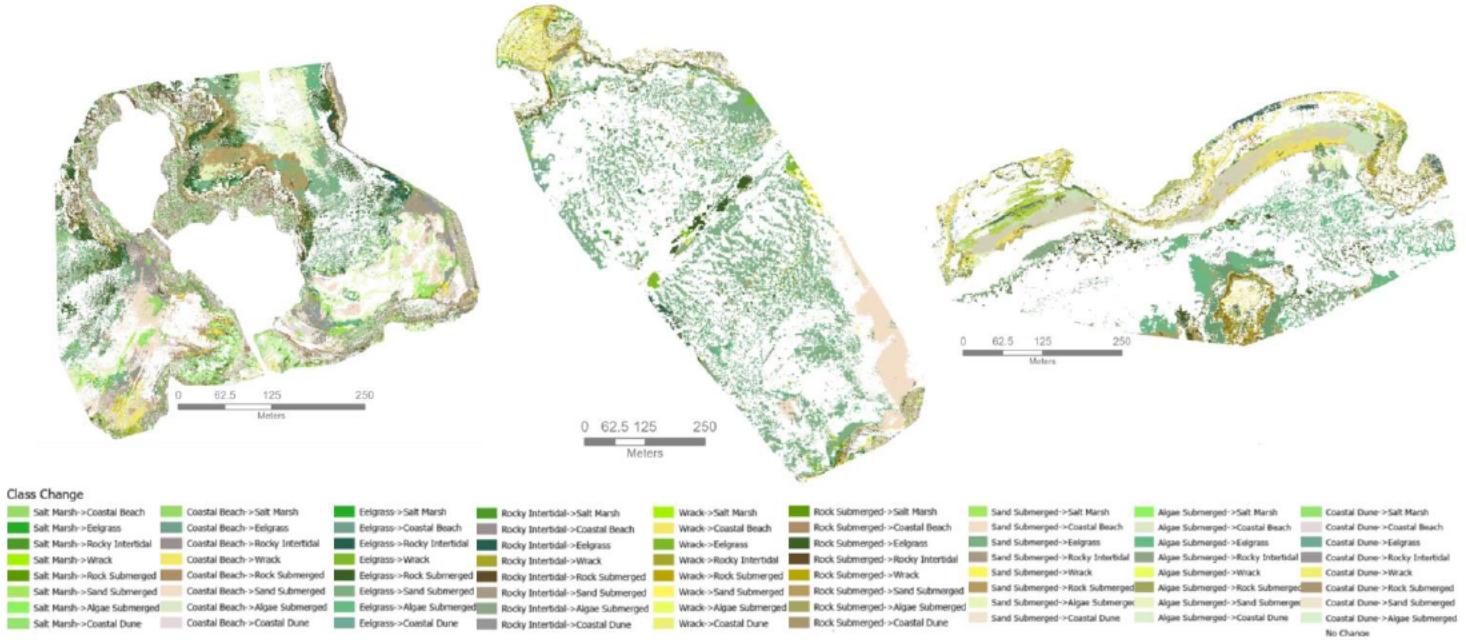 0 62.5 125 250
Meters
0 62.5 125 250
Meters
0 62.5 125 250
Meters
Class Change
Salt Marsh->Coastal Beach
Salt Marsh->Eelgrass
Salt Marsh->Rocky Intertidal
Salt Marsh->Wrack
Salt Marsh->Rock Submerged
Salt Marsh->Sand Submerged
Salt Marsh->Algae Submerged
Salt Marsh->Coastal Dune
Coastal Beach->Salt Marsh
Coastal Beach->Eelgrass
Coastal Beach->Rocky Intertidal
Coastal Beach->Wrack
Coastal Beach->Rock Submerged
Coastal Beach->Sand Submerged
Coastal Beach->Algae Submerged
Coastal Beach->Coastal Dune
Eelgrass->Salt Marsh
Eelgrass->Coastal Beach
Eelgrass->Rocky Intertidal
Eelgrass->Wrack
Eelgrass->Rock Submerged
Eelgrass->Sand Submerged
Eelgrass->Algae Submerged
Eelgrass->Coastal Dune
Rocky Intertidal->Salt Marsh
Rocky Intertidal->Coastal Beach
Rocky Intertidal->Eelgrass
Rocky Intertidal->Wrack
Rocky Intertidal->Rock Submerged
Rocky Intertidal->Sand Submerged
Rocky Intertidal->Algae Submerged
Rocky Intertidal->Coastal Dune
Wrack->Salt Marsh
Wrack->Coastal Beach
Wrack->Eelgrass
Wrack->Rocky Intertidal
Wrack->Rock Submerged
Wrack->Sand Submerged
Wrack->Algae Submerged
Wrack->Coastal Dune
Rock Submerged->Salt Marsh
Rock Submerged->Coastal Beach
Rock Submerged->Eelgrass
Rock Submerged->Rocky Intertidal
Rock Submerged->Wrack
Rock Submerged->Sand Submerged
Rock Submerged->Algae Submerged
Rock Submerged->Coastal Dune
Sand Submerged->Salt Marsh
Sand Submerged->Coastal Beach
Sand Submerged->Eelgrass
Sand Submerged->Rocky Intertidal
Sand Submerged->Wrack
Sand Submerged->Rock Submerged
Sand Submerged->Algae Submerged
Sand Submerged->Coastal Dune
Algae Submerged->Salt Marsh
Algae Submerged->Coastal Beach
Algae Submerged->Eelgrass
Algae Submerged->Rocky Intertidal
Algae Submerged->Wrack
Algae Submerged->Rock Submerged
Algae Submerged->Sand Submerged
Algae Submerged->Coastal Dune
Coastal Dune->Salt Marsh
Coastal Dune->Coastal Beach
Coastal Dune->Eelgrass
Coastal Dune->Rocky Intertidal
Coastal Dune->Wrack
Coastal Dune->Rock Submerged
Coastal Dune->Sand Submerged
Coastal Dune->Algae Submerged
No Change